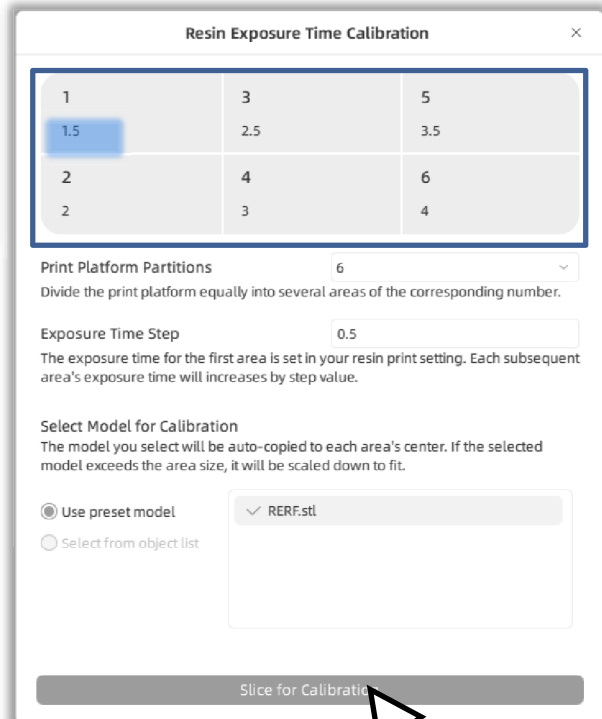 Resin Exposure Time Calibration
1 3 5
1.5 2.5 3.5
2 4 6
2 3 4
Print Platform Partitions 6
Divide the print platform equally into several areas of the corresponding number.
Exposure Time Step 0.5
The exposure time for the first area is set in your resin print setting. Each subsequent
area's exposure time will increases by step value.
Select Model for Calibration
The model you select will be auto-copied to each area's center. If the selected
model exceeds the area size, it will be scaled down to fit.
Use preset model RERF.stl
Select from object list
Slice for Calibration